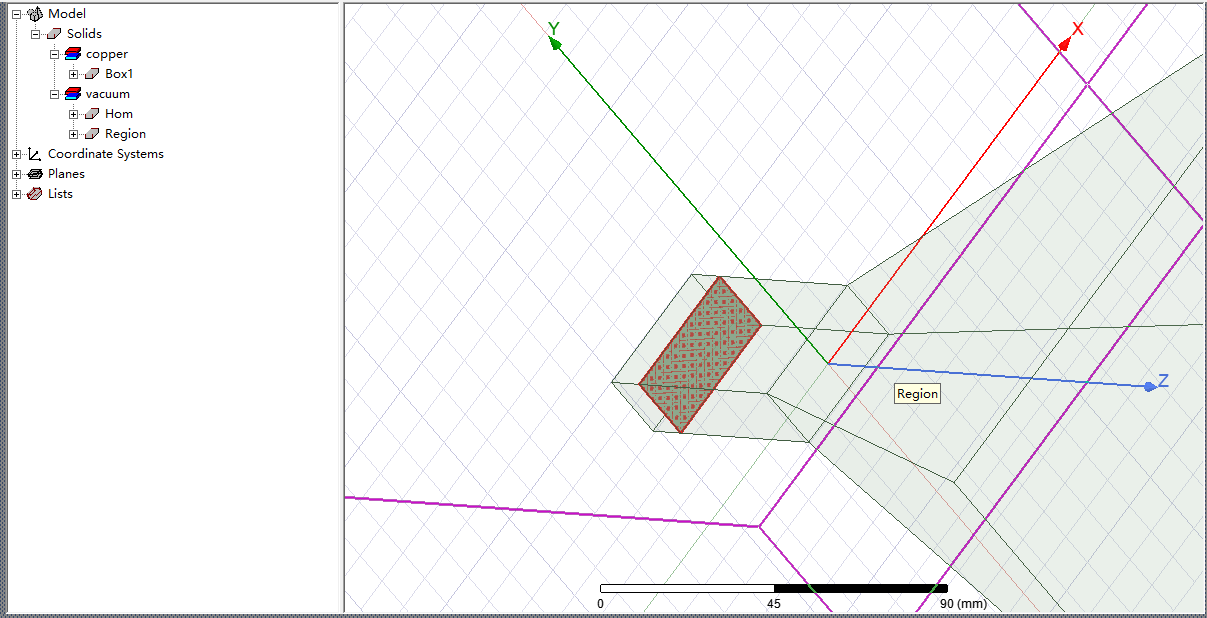 Model
Solids
copper
Box1
vacuum
Hom
Region
Coordinate Systems
Planes
Lists
Y
X
Z
Region
0
45
90 (mm)